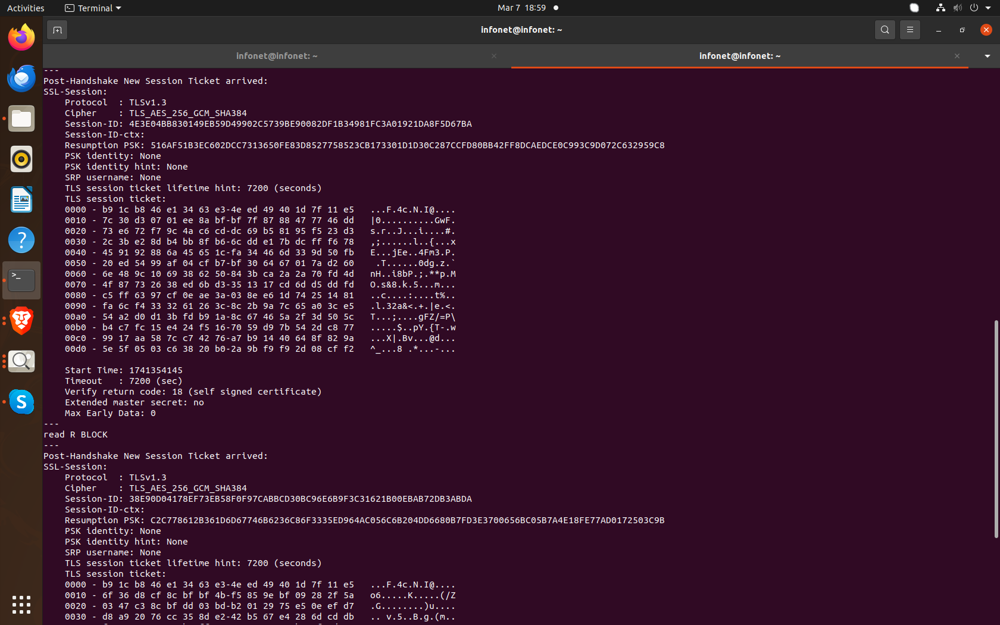 Activities
Terminal
Mar 7 18:59
infonet@infonet: ~
infonet@infonet: ~
infonet@infonet: ~
---
Post-Handshake New Session Ticket arrived:
SSL-Session:
    Protocol  : TLSv1.3
    Cipher    : TLS_AES_256_GCM_SHA384
    Session-ID: 4E3E04BB830149EB59D49902C5739BE90082DF1B34981FC3A01921DA8F5D67BA
    Session-ID-ctx:
    Resumption PSK: 516AF51B3EC602DCC7313650FE83D8527758523CB173301D1D30C287CCFD80BB42FF8DCAEDCE0C993C9D072C632959C8
    PSK identity: None
    PSK identity hint: None
    SRP username: None
    TLS session ticket lifetime hint: 7200 (seconds)
    TLS session ticket:
    0000 - b9 1c b8 46 e1 34 63 e3-4e ed 49 40 1d 7f 11 e5   ...F.4c.N.I@....
    0010 - 7c 30 d3 07 01 ee 8a bf-bf 7f 87 88 47 77 46 dd   |0..........GwF.
    0020 - 73 e6 72 f7 9c 4a c6 cd-dc 69 b5 81 95 f5 23 d3   s.r..J...i....#.
    0030 - 2c 3b e2 8d b4 bb 8f b6-6c dd e1 7b dc ff f6 78   ,;......l..{...x
    0040 - 45 91 92 88 6a 45 65 1c-fa 34 46 6d 33 9d 50 fb   E...jEe..4Fm3.P.
    0050 - 20 ed 54 99 af 04 cf b7-bf 30 64 67 01 7a d2 60    .T......0dg.z.`
    0060 - 6e 48 9c 10 69 38 62 50-84 3b ca 2a 2a 70 fd 4d   nH..i8bP.;.**p.M
    0070 - 4f 87 73 26 38 ed 6b d3-35 13 17 cd 6d d5 dd fd   O.s&8.k.5...m...
    0080 - c5 ff 63 97 cf 0e ae 3a-03 8e e6 1d 74 25 14 81   ..c....:....t%..
    0090 - fa 6c f4 33 32 61 26 3c-8c 2b 9a 7c 65 a0 3c e5   .l.32a&<.+.|e.<.
    00a0 - 54 a2 d0 d1 3b fd b9 1a-8c 67 46 5a 2f 3d 50 5c   T...;....gFZ/=P\
    00b0 - b4 c7 fc 15 e4 24 f5 16-70 59 d9 7b 54 2d c8 77   .....$..pY.{T-.w
    00c0 - 99 17 aa 58 7c c7 42 76-a7 b9 14 40 64 8f 82 9a   ...X|.Bv...@d...
    00d0 - 5e 5f 05 03 c6 38 20 b0-2a 9b f9 f9 2d 08 cf f2   ^_...8 .*...-...
    Start Time: 1741354145
    Timeout   : 7200 (sec)
    Verify return code: 18 (self signed certificate)
    Extended master secret: no
    Max Early Data: 0
---
read R BLOCK
---
Post-Handshake New Session Ticket arrived:
SSL-Session:
    Protocol  : TLSv1.3
    Cipher    : TLS_AES_256_GCM_SHA384
    Session-ID: 38E90D04178EF73EB58F0F97CABBCD30BC96E6B9F3C31621B00EBAB72DB3ABDA
    Session-ID-ctx:
    Resumption PSK: C2C778612B361D6D67746B6236C86F3335ED964AC056C6B204DD6680B7FD3E3700656BC05B7A4E18FE77AD0172503C9B
    PSK identity: None
    PSK identity hint: None
    SRP username: None
    TLS session ticket lifetime hint: 7200 (seconds)
    TLS session ticket:
    0000 - b9 1c b8 46 e1 34 63 e3-4e ed 49 40 1d 7f 11 e5   ...F.4c.N.I@....
    0010 - 6f 36 d8 cf 8c bf bf 4b-f5 85 9e bf 09 28 2f 5a   o6.....K.....(/Z
    0020 - 03 47 c3 8c bf dd 03 bd-b2 01 29 75 e5 0e ef d7   .G........)u....
    0030 - d8 a9 20 76 cc 35 8d e2-42 b5 67 e4 28 6d cd db   .. v.5..B.g.(m..